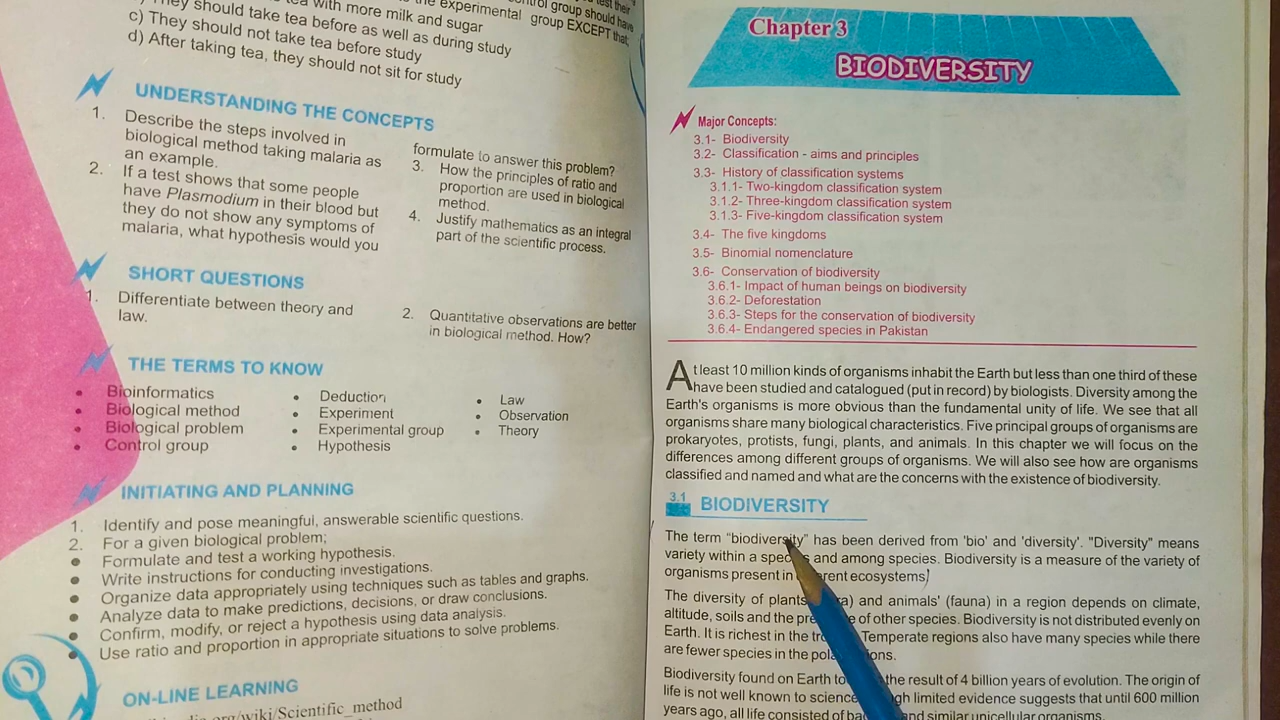 test their
control group should have
the experimental group EXCEPT that;
tea with more milk and sugar
They should take tea before as well as during study
c) They should not take tea before study
d) After taking tea, they should not sit for study
UNDERSTANDING THE CONCEPTS
1. Describe the steps involved in
biological method taking malaria as
an example.
2. If a test shows that some people
have Plasmodium in their blood but
they do not show any symptoms of
malaria, what hypothesis would you
formulate to answer this problem?
3. How the principles of ratio and
proportion are used in biological
method.
4. Justify mathematics as an integral
part of the scientific process.
SHORT QUESTIONS
1. Differentiate between theory and
law.
2. Quantitative observations are better
in biological method. How?
THE TERMS TO KNOW
• Bioinformatics
• Biological method
• Biological problem
• Control group
• Deduction
• Experiment
• Experimental group
• Hypothesis
• Law
• Observation
• Theory
INITIATING AND PLANNING
1. Identify and pose meaningful, answerable scientific questions.
2. For a given biological problem;
• Formulate and test a working hypothesis.
• Write instructions for conducting investigations.
• Organize data appropriately using techniques such as tables and graphs.
• Analyze data to make predictions, decisions, or draw conclusions.
• Confirm, modify, or reject a hypothesis using data analysis.
• Use ratio and proportion in appropriate situations to solve problems.
ON-LINE LEARNING
.org/wiki/Scientific_method
Chapter 3
BIODIVERSITY
Major Concepts:
3.1- Biodiversity
3.2- Classification - aims and principles
3.3- History of classification systems
3.1.1- Two-kingdom classification system
3.1.2- Three-kingdom classification system
3.1.3- Five-kingdom classification system
3.4- The five kingdoms
3.5- Binomial nomenclature
3.6- Conservation of biodiversity
3.6.1- Impact of human beings on biodiversity
3.6.2- Deforestation
3.6.3- Steps for the conservation of biodiversity
3.6.4- Endangered species in Pakistan
At least 10 million kinds of organisms inhabit the Earth but less than one third of these
have been studied and catalogued (put in record) by biologists. Diversity among the
Earth's organisms is more obvious than the fundamental unity of life. We see that all
organisms share many biological characteristics. Five principal groups of organisms are
prokaryotes, protists, fungi, plants, and animals. In this chapter we will focus on the
differences among different groups of organisms. We will also see how are organisms
classified and named and what are the concerns with the existence of biodiversity.
3.1 BIODIVERSITY
The term "biodiversity" has been derived from 'bio' and 'diversity'. "Diversity" means
variety within a species and among species. Biodiversity is a measure of the variety of
organisms present in different ecosystems.
The diversity of plants and animals' (fauna) in a region depends on climate,
altitude, soils and the of other species. Biodiversity is not distributed evenly on
Earth. It is richest in the Temperate regions also have many species while there
are fewer species in the
Biodiversity found on Earth the result of 4 billion years of evolution. The origin of
life is not well known to science limited evidence suggests that until 600 million
years ago, all life consisted of and similar unicellular organisms.